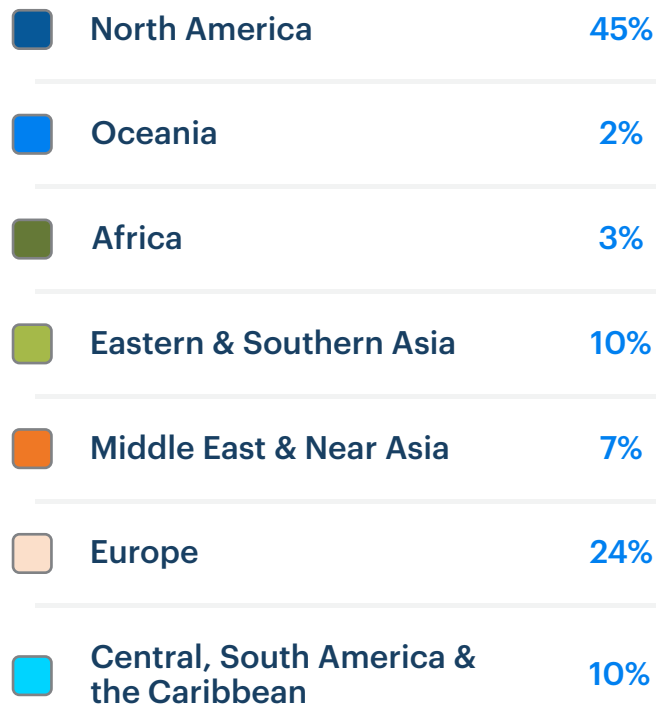 North America 45%
Oceania 2%
Africa 3%
Eastern & Southern Asia 10%
Middle East & Near Asia 7%
Europe 24%
Central, South America &
the Caribbean 10%